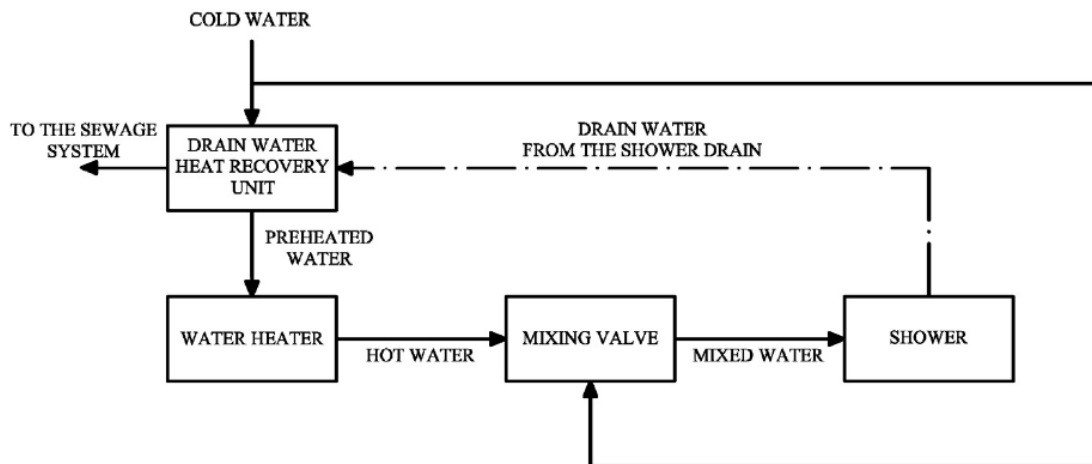 COLD WATER
TO THE SEWAGE
SYSTEM
DRAIN WATER
HEAT RECOVERY
UNIT
DRAIN WATER
FROM THE SHOWER DRAIN
PREHEATED
WATER
WATER HEATER
HOT WATER
MIXING VALVE
MIXED WATER
SHOWER